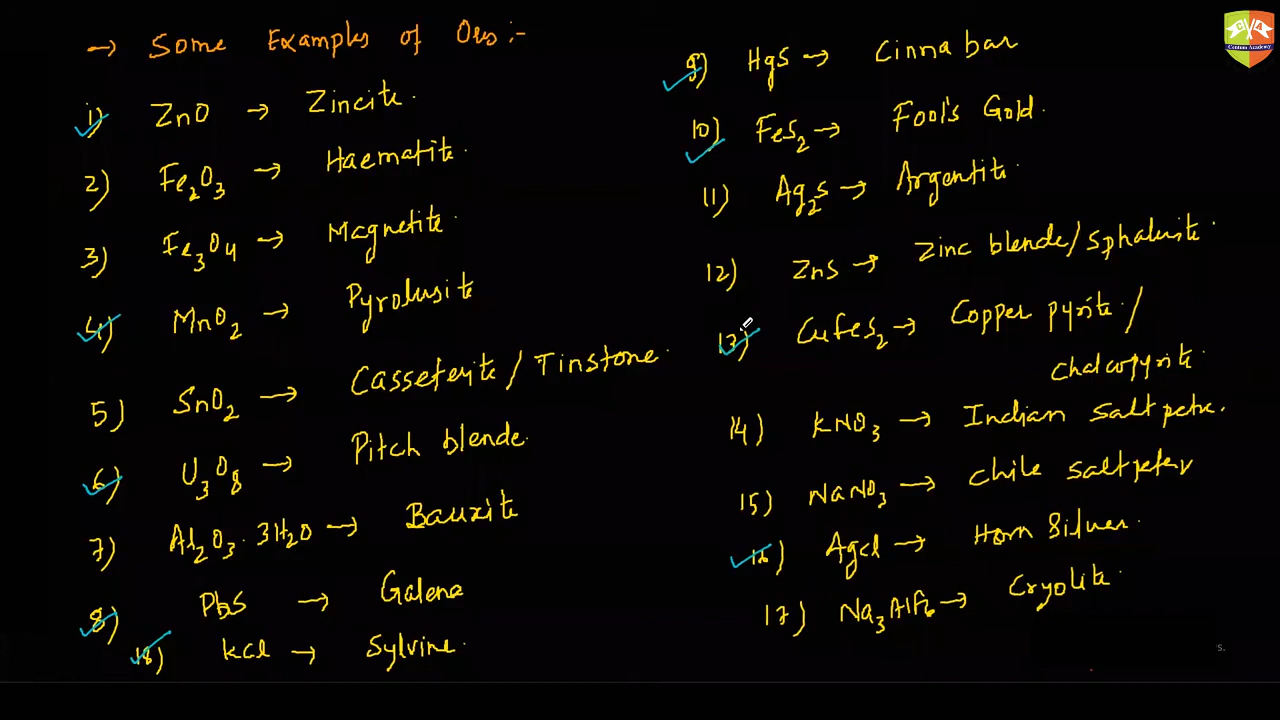 → Some Examples of Ores :-
1) ZnO → Zincite.
2) Fe2O3 → Haematite.
3) Fe3O4 → Magnetite.
4) MnO2 → Pyrolusite
5) SnO2 → Casseterite / Tinstone.
6) U3O8 → Pitch blende.
7) Al2O3. 3H2O → Bauxite
8) PbS → Galena
18) KCl → Sylvine.
9) HgS → Cinnabar
10) FeS2 → Fool's Gold.
11) Ag2S → Argentite.
12) ZnS → Zinc blende/Sphalerite.
13) CuFeS2 → Copper pyrite. /
chalcopyrite.
14) KNO3 → Indian saltpetre.
15) NaNO3 → Chile saltpeter
16) AgCl → Horn Silver.
17) Na3AlF6 → Cryolite.
Centum Academy
s.